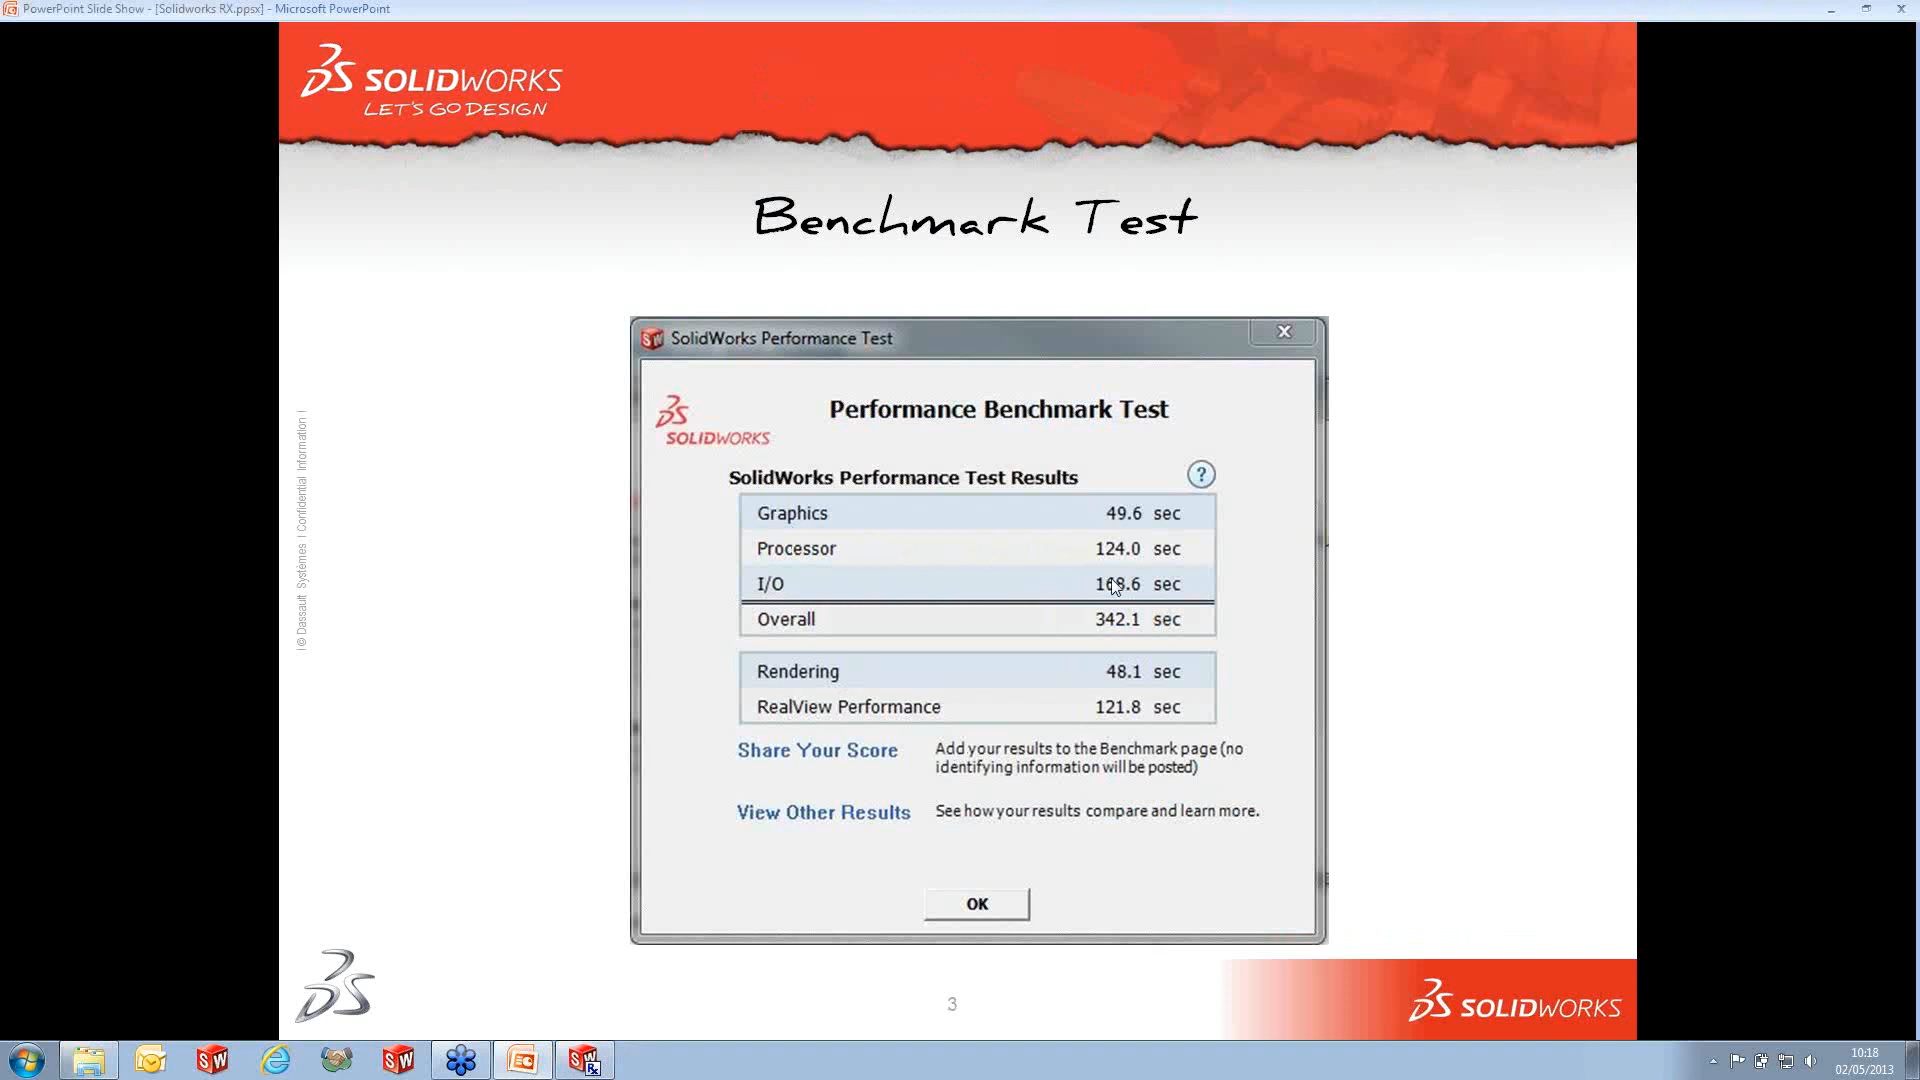 PowerPoint Slide Show - [Solidworks RX.ppsx] - Microsoft PowerPoint
SOLIDWORKS
LET'S GO DESIGN
Benchmark Test
SolidWorks Performance Test
Performance Benchmark Test
SOLIDWORKS
SolidWorks Performance Test Results
?
Graphics 49.6 sec
Processor 124.0 sec
I/O sec
Overall 342.1 sec
Rendering 48.1 sec
RealView Performance 121.8 sec
Share Your Score Add your results to the Benchmark page (no
identifying information will be posted)
View Other Results See how your results compare and learn more.
OK
I © Dassault Systèmes I Confidential Information I
3
SOLIDWORKS
10:18
02/05/2013